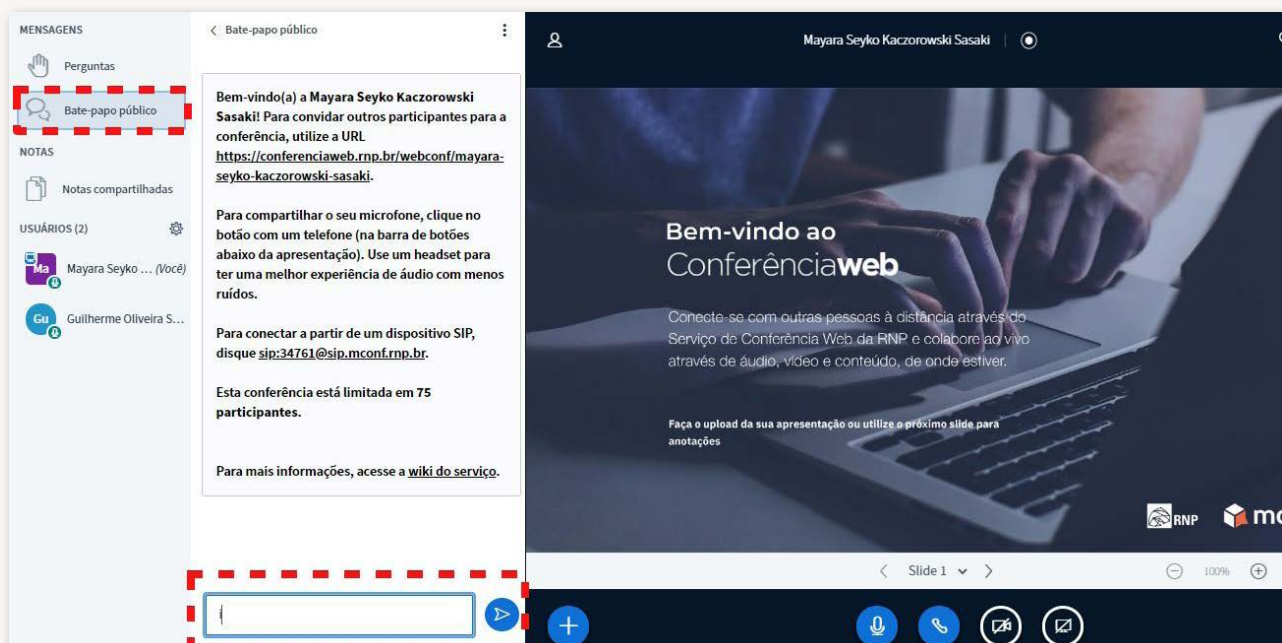 MENSAGENS
Perguntas
Bate-papo público
NOTAS
Notas compartilhadas
USUÁRIOS (2)
Ma
Mayara Seyko ... (Você)
Gu
Guilherme Oliveira S...
Bate-papo público
Bem-vindo(a) a Mayara Seyko Kaczorowski
Sasaki! Para convidar outros participantes para a
conferência, utilize a URL
https://conferenciaweb.rnp.br/webconf/mayara-
seyko-kaczorowski-sasaki.
Para compartilhar o seu microfone, clique no
botão com um telefone (na barra de botões
abaixo da apresentação). Use um headset para
ter uma melhor experiência de áudio com menos
ruídos.
Para conectar a partir de um dispositivo SIP,
disque sip:34761@sip.mconf.rnp.br.
Esta conferência está limitada em 75
participantes.
Para mais informações, acesse a wiki do serviço.
Mayara Seyko Kaczorowski Sasaki
Bem-vindo ao
Conferênciaweb
Conecte-se com outras pessoas à distância através do
Serviço de Conferência Web da RNP e colabore ao vivo
através de áudio, vídeo e conteúdo, de onde estiver.
Faça o upload da sua apresentação ou utilize o próximo slide para
anotações
RNP
Slide 1
100%